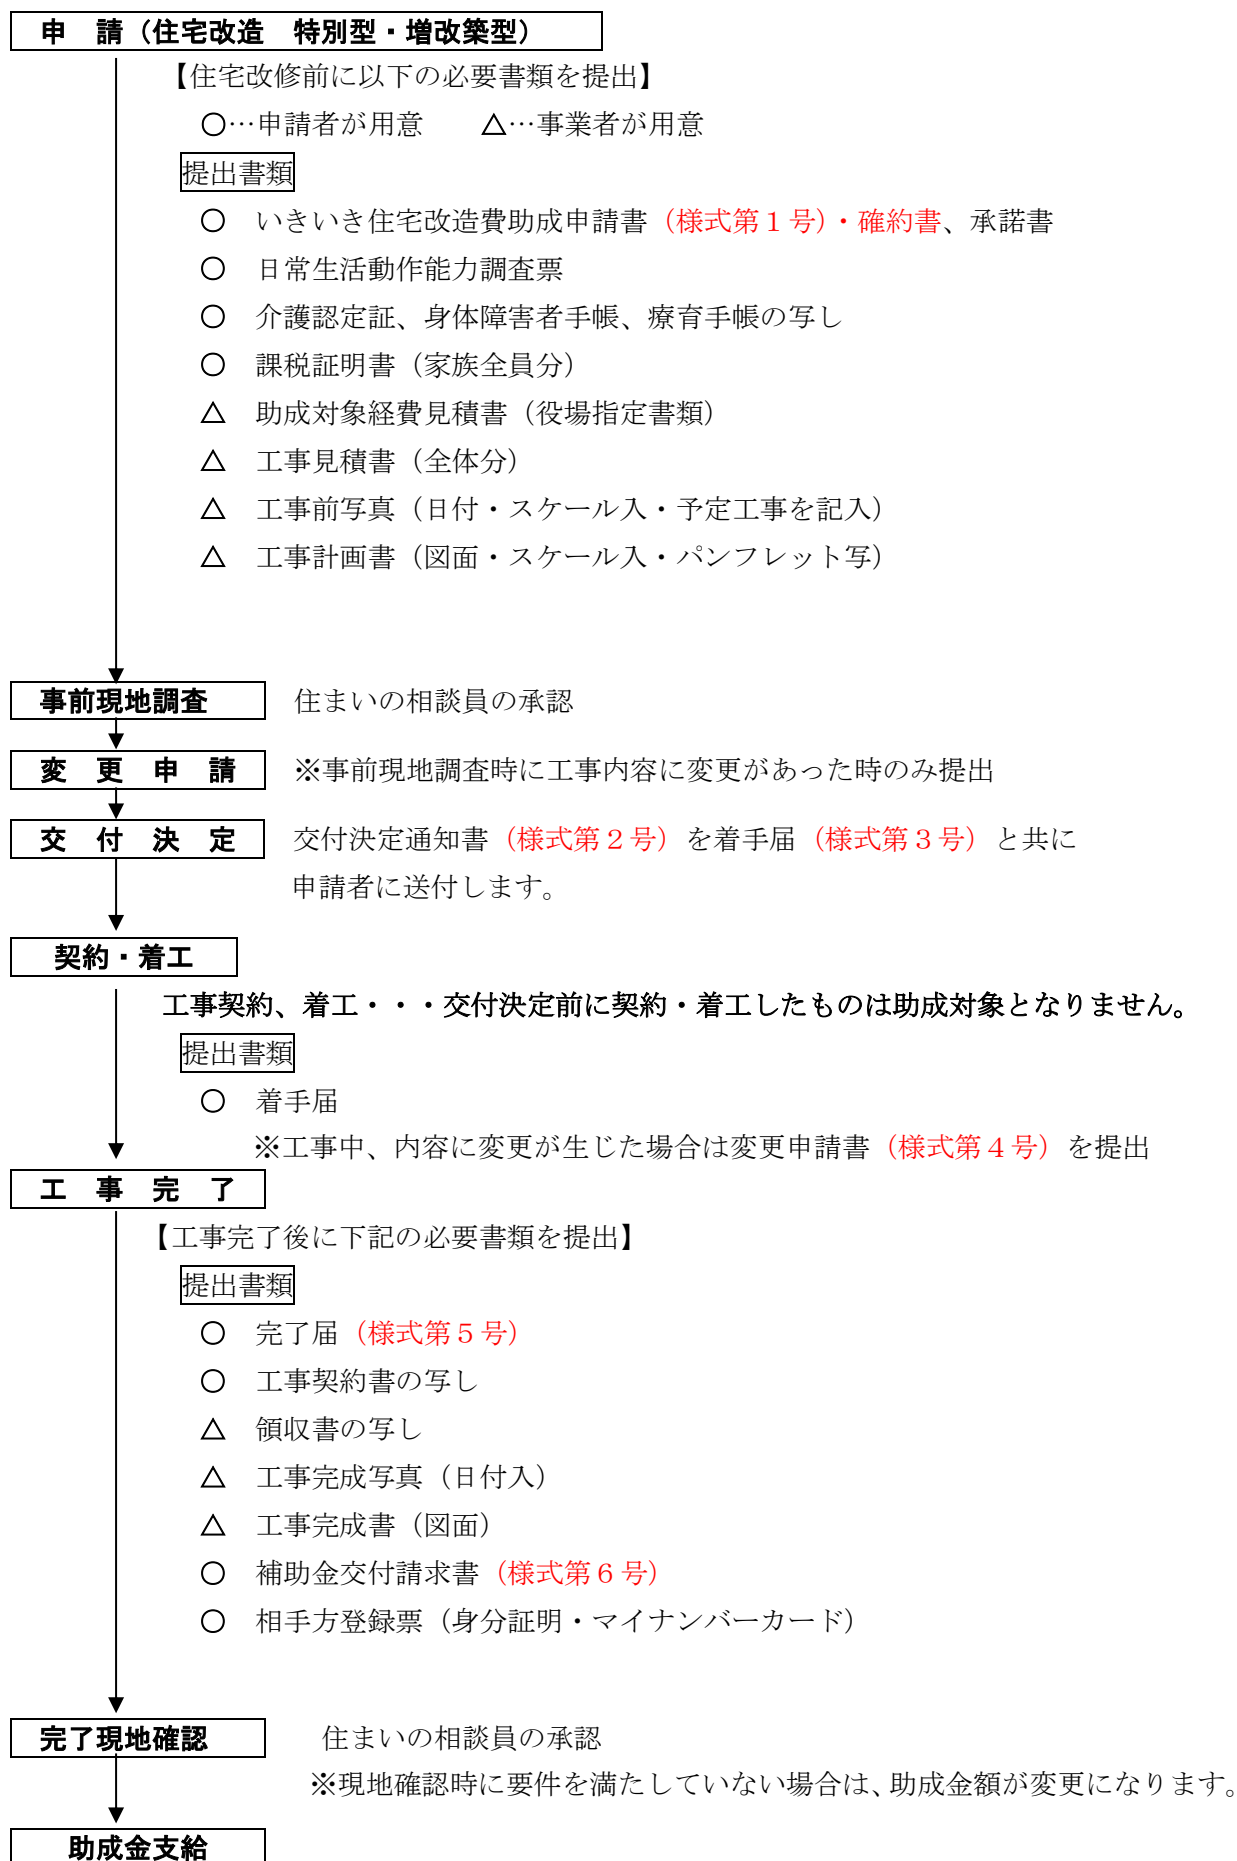 申　請（住宅改造　特別型・増改築型）
【住宅改修前に以下の必要書類を提出】
〇…申請者が用意　　△…事業者が用意
提出書類
〇　いきいき住宅改造費助成申請書（様式第１号）・確約書、承諾書
〇　日常生活動作能力調査票
〇　介護認定証、身体障害者手帳、療育手帳の写し
〇　課税証明書（家族全員分）
△　助成対象経費見積書（役場指定書類）
△　工事見積書（全体分）
△　工事前写真（日付・スケール入・予定工事を記入）
△　工事計画書（図面・スケール入・パンフレット写）
事前現地調査　住まいの相談員の承認
変　更　申　請　※事前現地調査時に工事内容に変更があった時のみ提出
交　付　決　定　交付決定通知書（様式第２号）を着手届（様式第３号）と共に
申請者に送付します。
契約・着工
工事契約、着工・・・交付決定前に契約・着工したものは助成対象となりません。
提出書類
〇　着手届
※工事中、内容に変更が生じた場合は変更申請書（様式第４号）を提出
工　事　完　了
【工事完了後に下記の必要書類を提出】
提出書類
〇　完了届（様式第５号）
〇　工事契約書の写し
△　領収書の写し
△　工事完成写真（日付入）
△　工事完成書（図面）
〇　補助金交付請求書（様式第６号）
〇　相手方登録票（身分証明・マイナンバーカード）
完了現地確認　住まいの相談員の承認
※現地確認時に要件を満たしていない場合は、助成金額が変更になります。
助成金支給